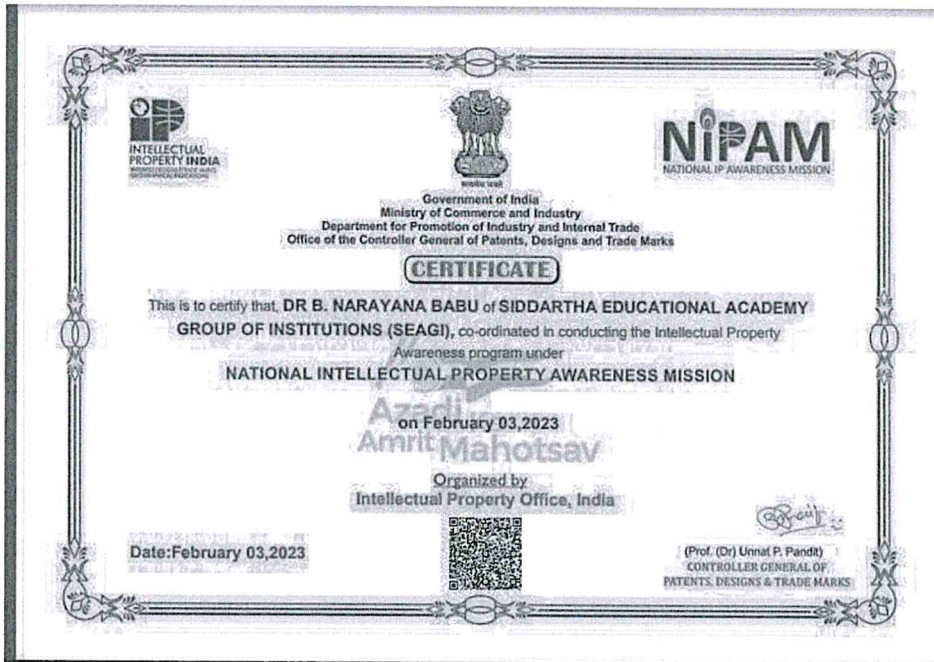 INTELLECTUAL
PROPERTY INDIA
NiPAM
NATIONAL IP AWARENESS MISSION
सत्यमेव जयते
Government of India
Ministry of Commerce and Industry
Department for Promotion of Industry and Internal Trade
Office of the Controller General of Patents, Designs and Trade Marks
CERTIFICATE
This is to certify that, DR B. NARAYANA BABU of SIDDARTHA EDUCATIONAL ACADEMY
GROUP OF INSTITUTIONS (SEAGI), co-ordinated in conducting the Intellectual Property
Awareness program under
NATIONAL INTELLECTUAL PROPERTY AWARENESS MISSION
Azadi
on February 03,2023
Amrit Mahotsav
Organized by
Intellectual Property Office, India
Date:February 03,2023
(Prof. (Dr) Unnat P. Pandit)
CONTROLLER GENERAL OF
PATENTS, DESIGNS & TRADE MARKS